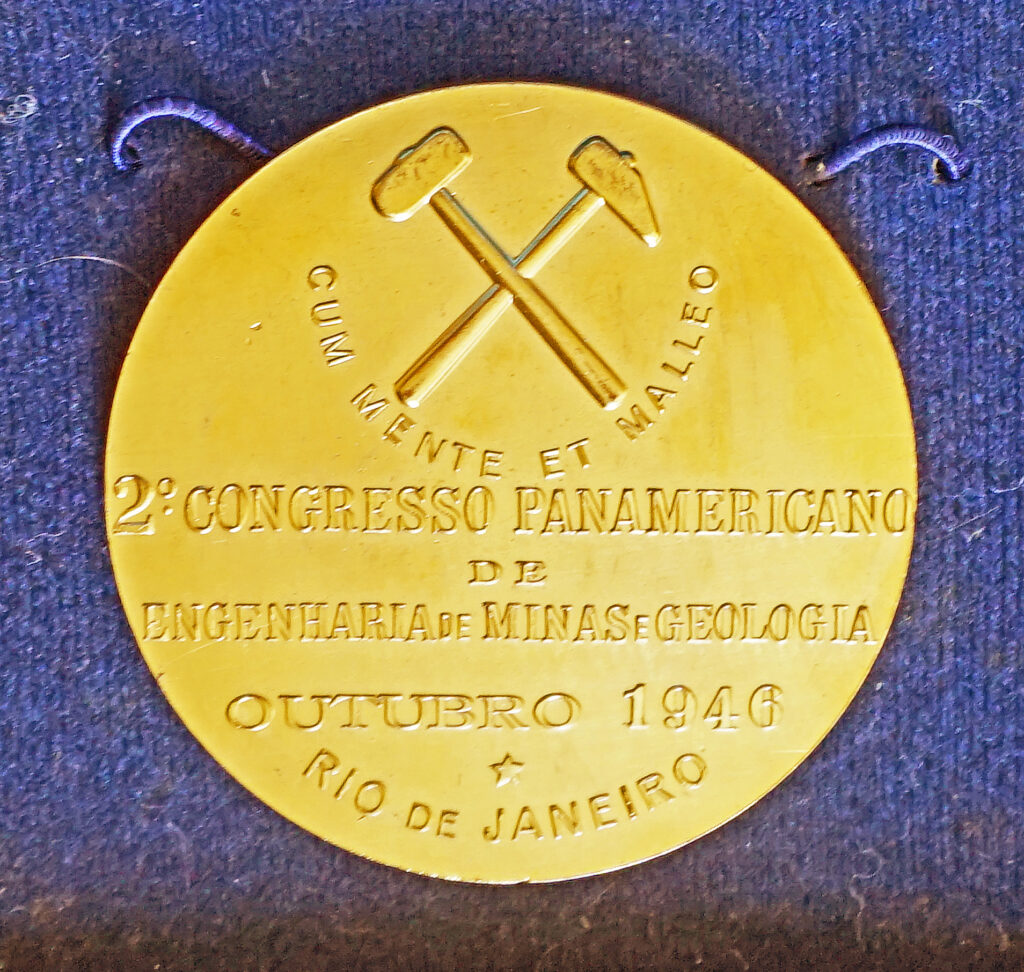 CUM MENTE ET MALLEO
2º CONGRESSO PANAMERICANO
DE
ENGENHARIA DE MINAS E GEOLOGIA
OUTUBRO 1946
RIO DE JANEIRO